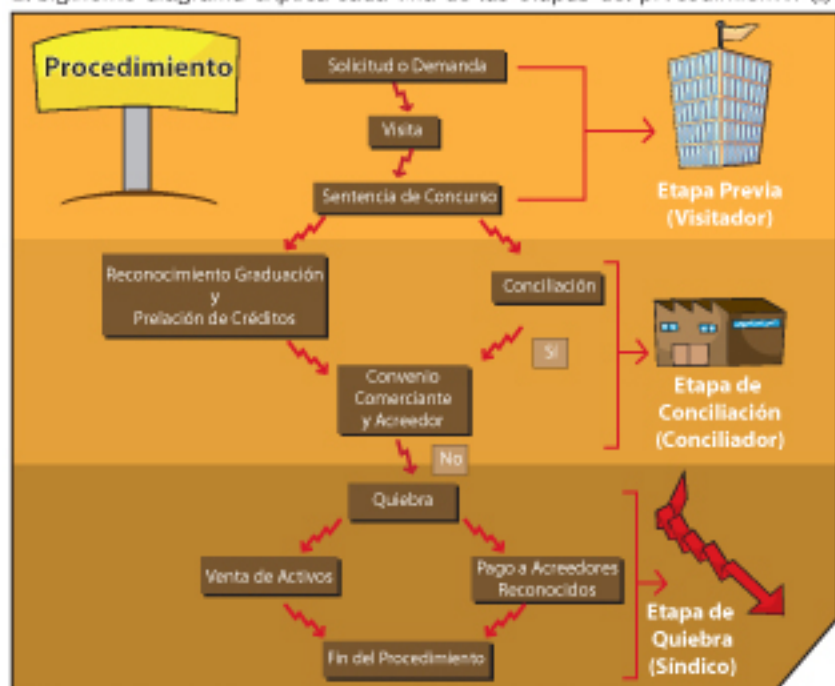 Procedimiento
Solicitud o Demanda
Visita
Sentencia de Concurso
Etapa Previa
(Visitador)
Reconocimiento Graduación
y
Prelación de Créditos
Conciliación
Sí
Convenio
Comerciante
y Acreedor
Etapa de
Conciliación
(Conciliador)
No
Quiebra
Venta de Activos
Pago a Acreedores
Reconocidos
Fin del Procedimiento
Etapa de
Quiebra
(Síndico)